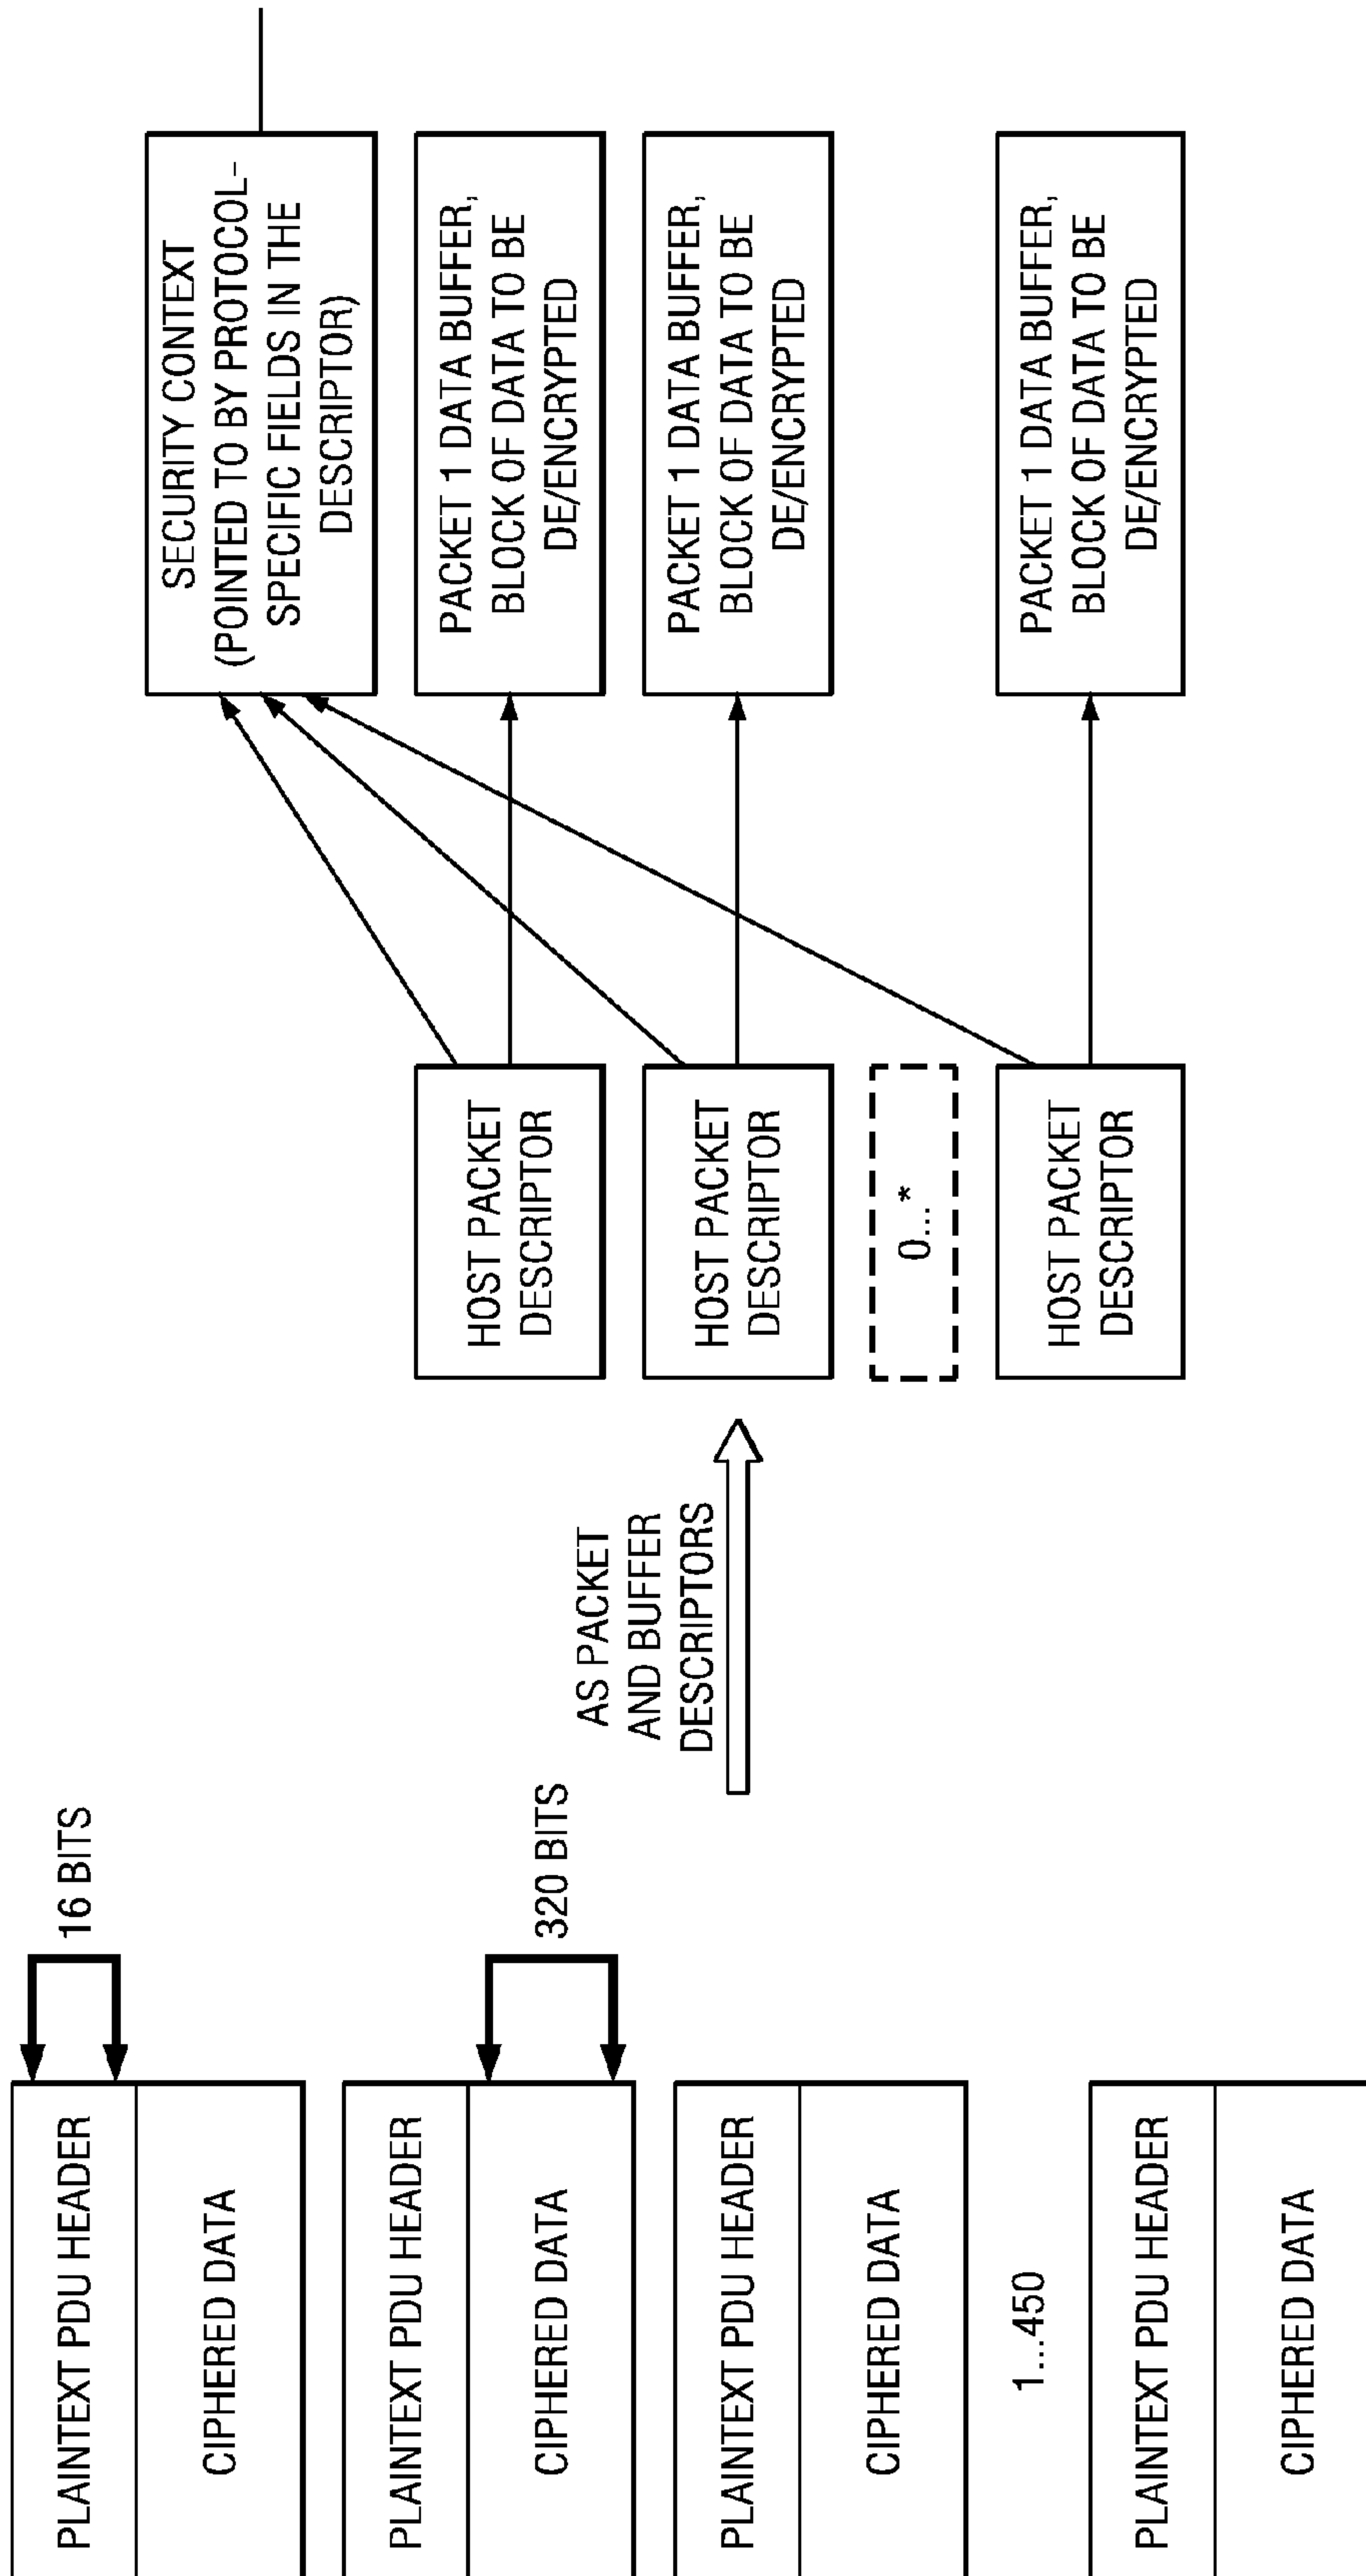 PLAINTEXT PDU HEADER
CIPHERED DATA
16 BITS
PLAINTEXT PDU HEADER
CIPHERED DATA
320 BITS
PLAINTEXT PDU HEADER
CIPHERED DATA
1...450
PLAINTEXT PDU HEADER
CIPHERED DATA
AS PACKET
AND BUFFER
DESCRIPTORS
HOST PACKET
DESCRIPTOR
HOST PACKET
DESCRIPTOR
0...*
HOST PACKET
DESCRIPTOR
SECURITY CONTEXT
(POINTED TO BY PROTOCOL-
SPECIFIC FIELDS IN THE
DESCRIPTOR)
PACKET 1 DATA BUFFER,
BLOCK OF DATA TO BE
DE/ENCRYPTED
PACKET 1 DATA BUFFER,
BLOCK OF DATA TO BE
DE/ENCRYPTED
PACKET 1 DATA BUFFER,
BLOCK OF DATA TO BE
DE/ENCRYPTED